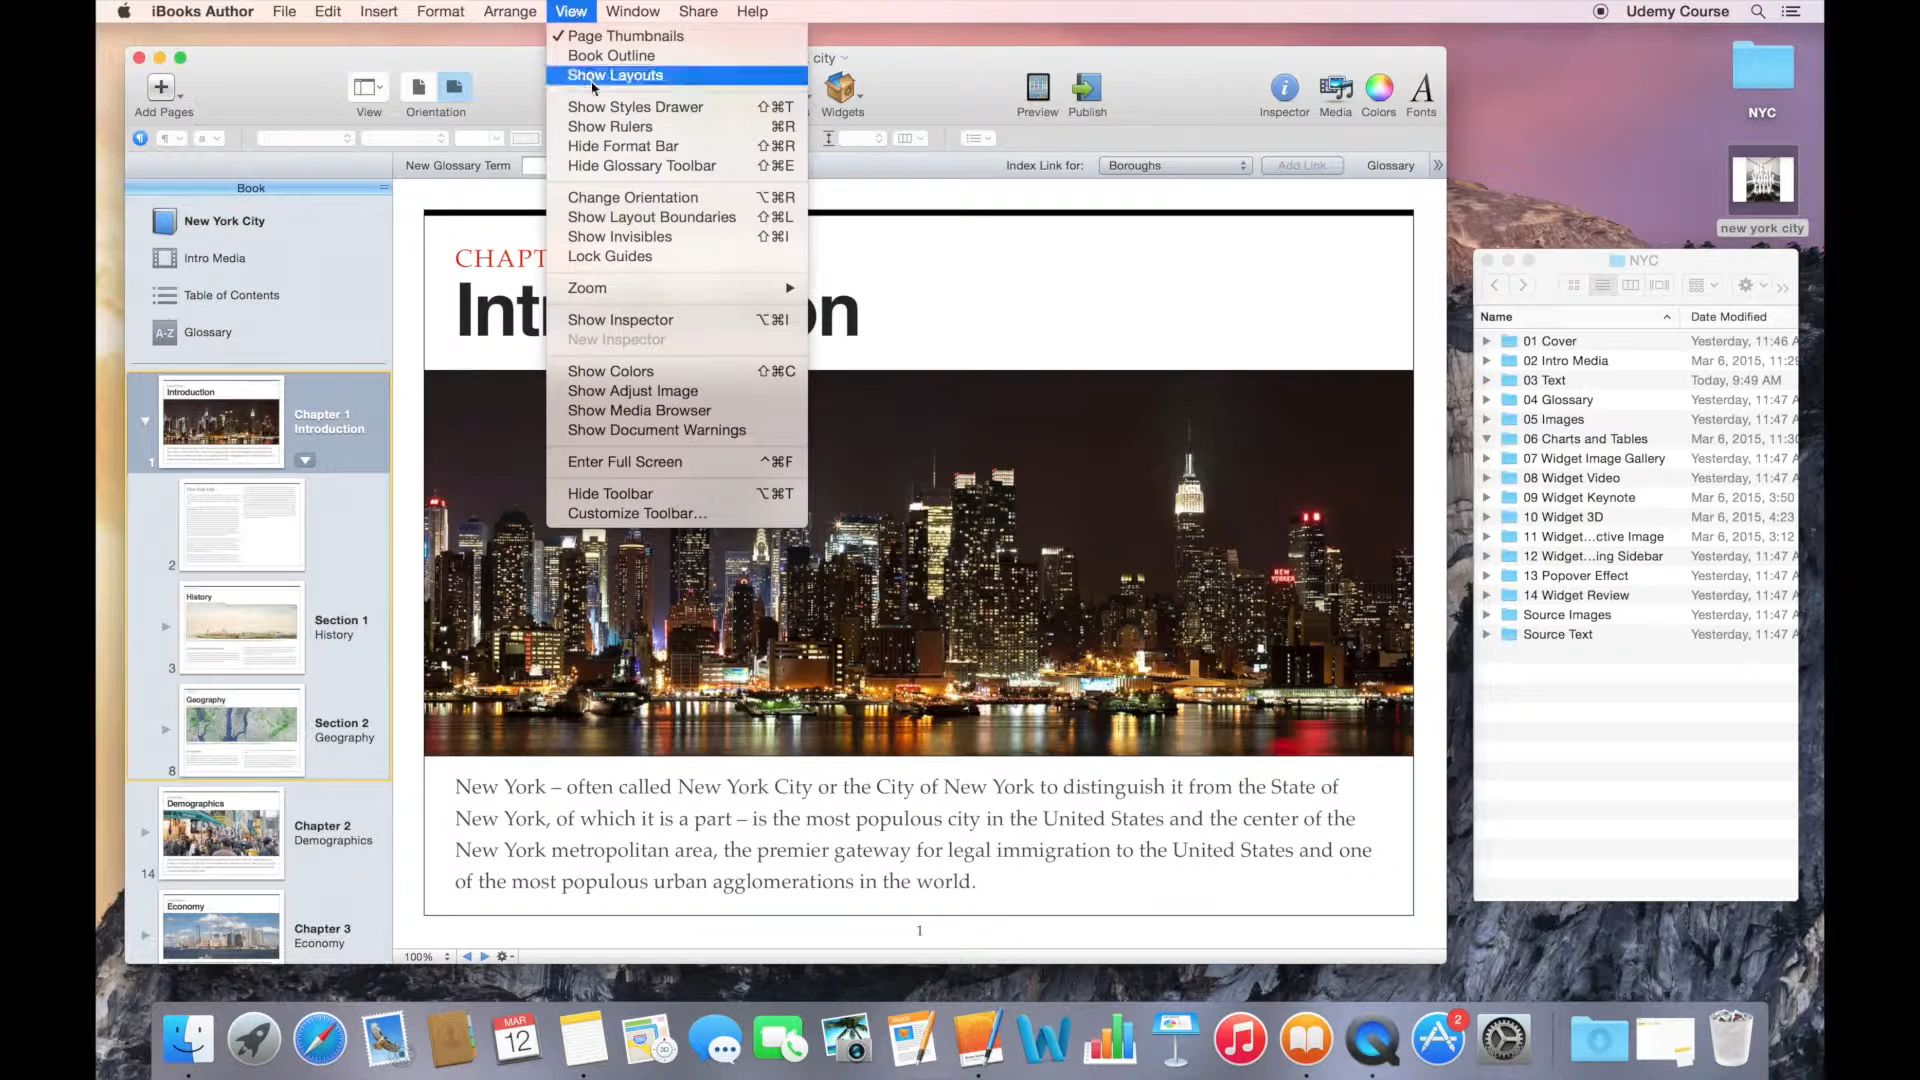 iBooks Author File Edit Insert Format Arrange View Window Share Help
Udemy Course
✓ Page Thumbnails
Book Outline
Show Layouts
Show Styles Drawer ⇧⌘T
Show Rulers ⌘R
Hide Format Bar ⇧⌘R
Hide Glossary Toolbar ⇧⌘E
Change Orientation ⌥⌘R
Show Layout Boundaries ⇧⌘L
Show Invisibles ⇧⌘I
Lock Guides
Zoom
Show Inspector ⌥⌘I
New Inspector
Show Colors ⇧⌘C
Show Adjust Image
Show Media Browser
Show Document Warnings
Enter Full Screen ^⌘F
Hide Toolbar ⌥⌘T
Customize Toolbar...
city
Add Pages
View
Orientation
Widgets
Preview
Publish
Inspector
Media
Colors
Fonts
New Glossary Term
Index Link for: Boroughs Add Link Glossary
Book
New York City
Intro Media
Table of Contents
A-Z Glossary
Introduction
Chapter 1
Introduction
1
New York City
2
History
Section 1
History
3
Geography
Section 2
Geography
8
Demographics
Chapter 2
Demographics
14
Economy
Chapter 3
Economy
CHAPT
Int on
NEW YORKER
New York – often called New York City or the City of New York to distinguish it from the State of
New York, of which it is a part – is the most populous city in the United States and the center of the
New York metropolitan area, the premier gateway for legal immigration to the United States and one
of the most populous urban agglomerations in the world.
1
100%
NYC
NEW YORK CITY
new york city
NYC
Name Date Modified
01 Cover Yesterday, 11:46 A
02 Intro Media Mar 6, 2015, 11:29
03 Text Today, 9:49 AM
04 Glossary Yesterday, 11:47 A
05 Images Yesterday, 11:47 A
06 Charts and Tables Mar 6, 2015, 11:30
07 Widget Image Gallery Yesterday, 11:47 A
08 Widget Video Yesterday, 11:47 A
09 Widget Keynote Mar 6, 2015, 3:50
10 Widget 3D Mar 6, 2015, 4:23
11 Widget...ctive Image Mar 6, 2015, 3:12
12 Widget...ing Sidebar Yesterday, 11:47 A
13 Popover Effect Yesterday, 11:47 A
14 Widget Review Yesterday, 11:47 A
Source Images Yesterday, 11:47 A
Source Text Yesterday, 11:47 A
MAR
12
3D
2